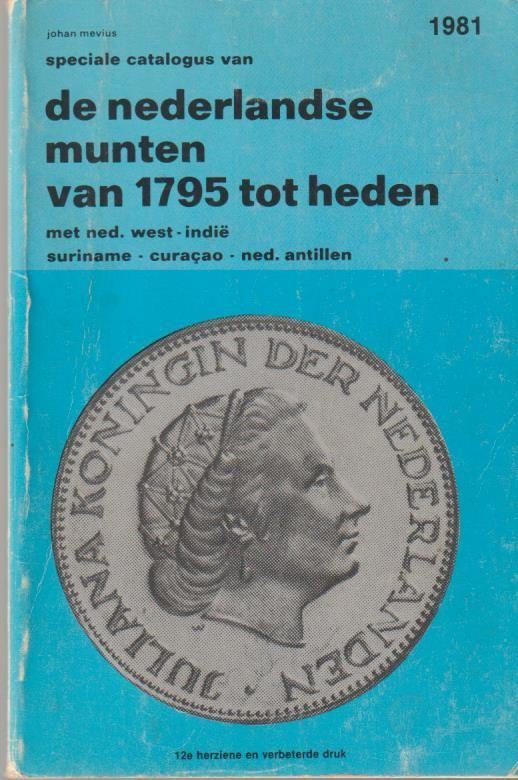 johan mevius
1981
speciale catalogus van
de nederlandse
munten
van 1795 tot heden
met ned. west-indië
suriname · curaçao · ned. antillen
JULIANA KONINGIN DER NEDERLANDEN ·
12e herziene en verbeterde druk